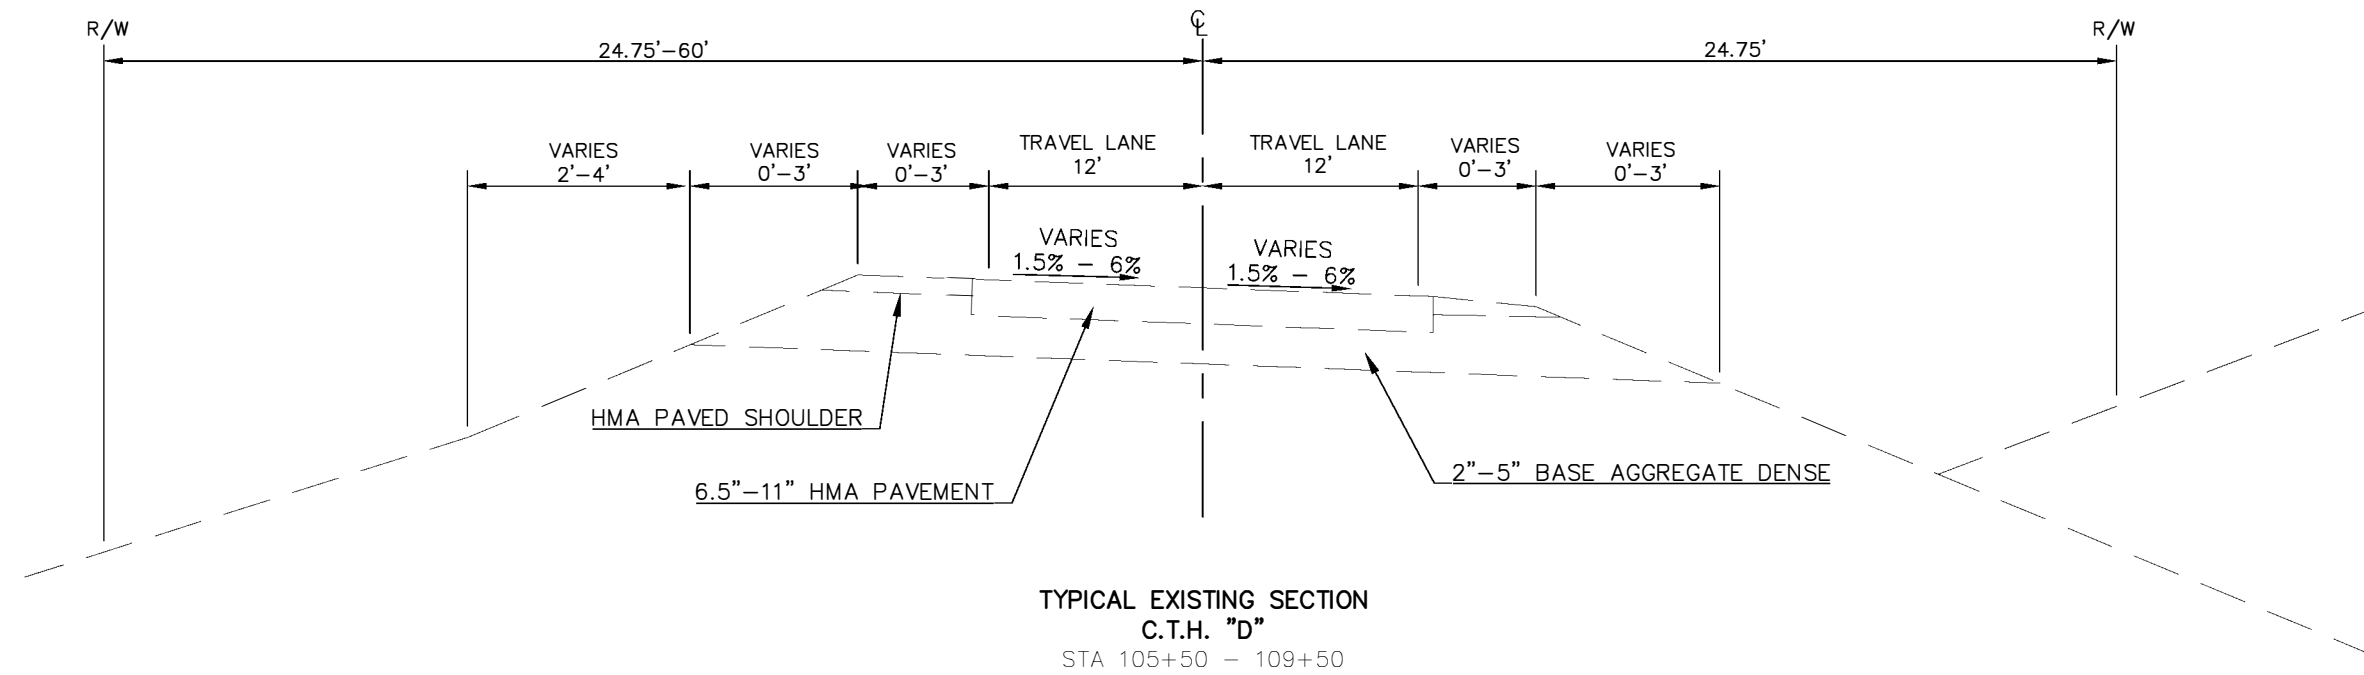 R/W
℄
R/W
24.75'-60'
24.75'
VARIES
2'-4'
VARIES
0'-3'
VARIES
0'-3'
TRAVEL LANE
12'
TRAVEL LANE
12'
VARIES
0'-3'
VARIES
0'-3'
VARIES
1.5% - 6%
VARIES
1.5% - 6%
HMA PAVED SHOULDER
6.5"-11" HMA PAVEMENT
2"-5" BASE AGGREGATE DENSE
TYPICAL EXISTING SECTION
C.T.H. "D"
STA 105+50 - 109+50